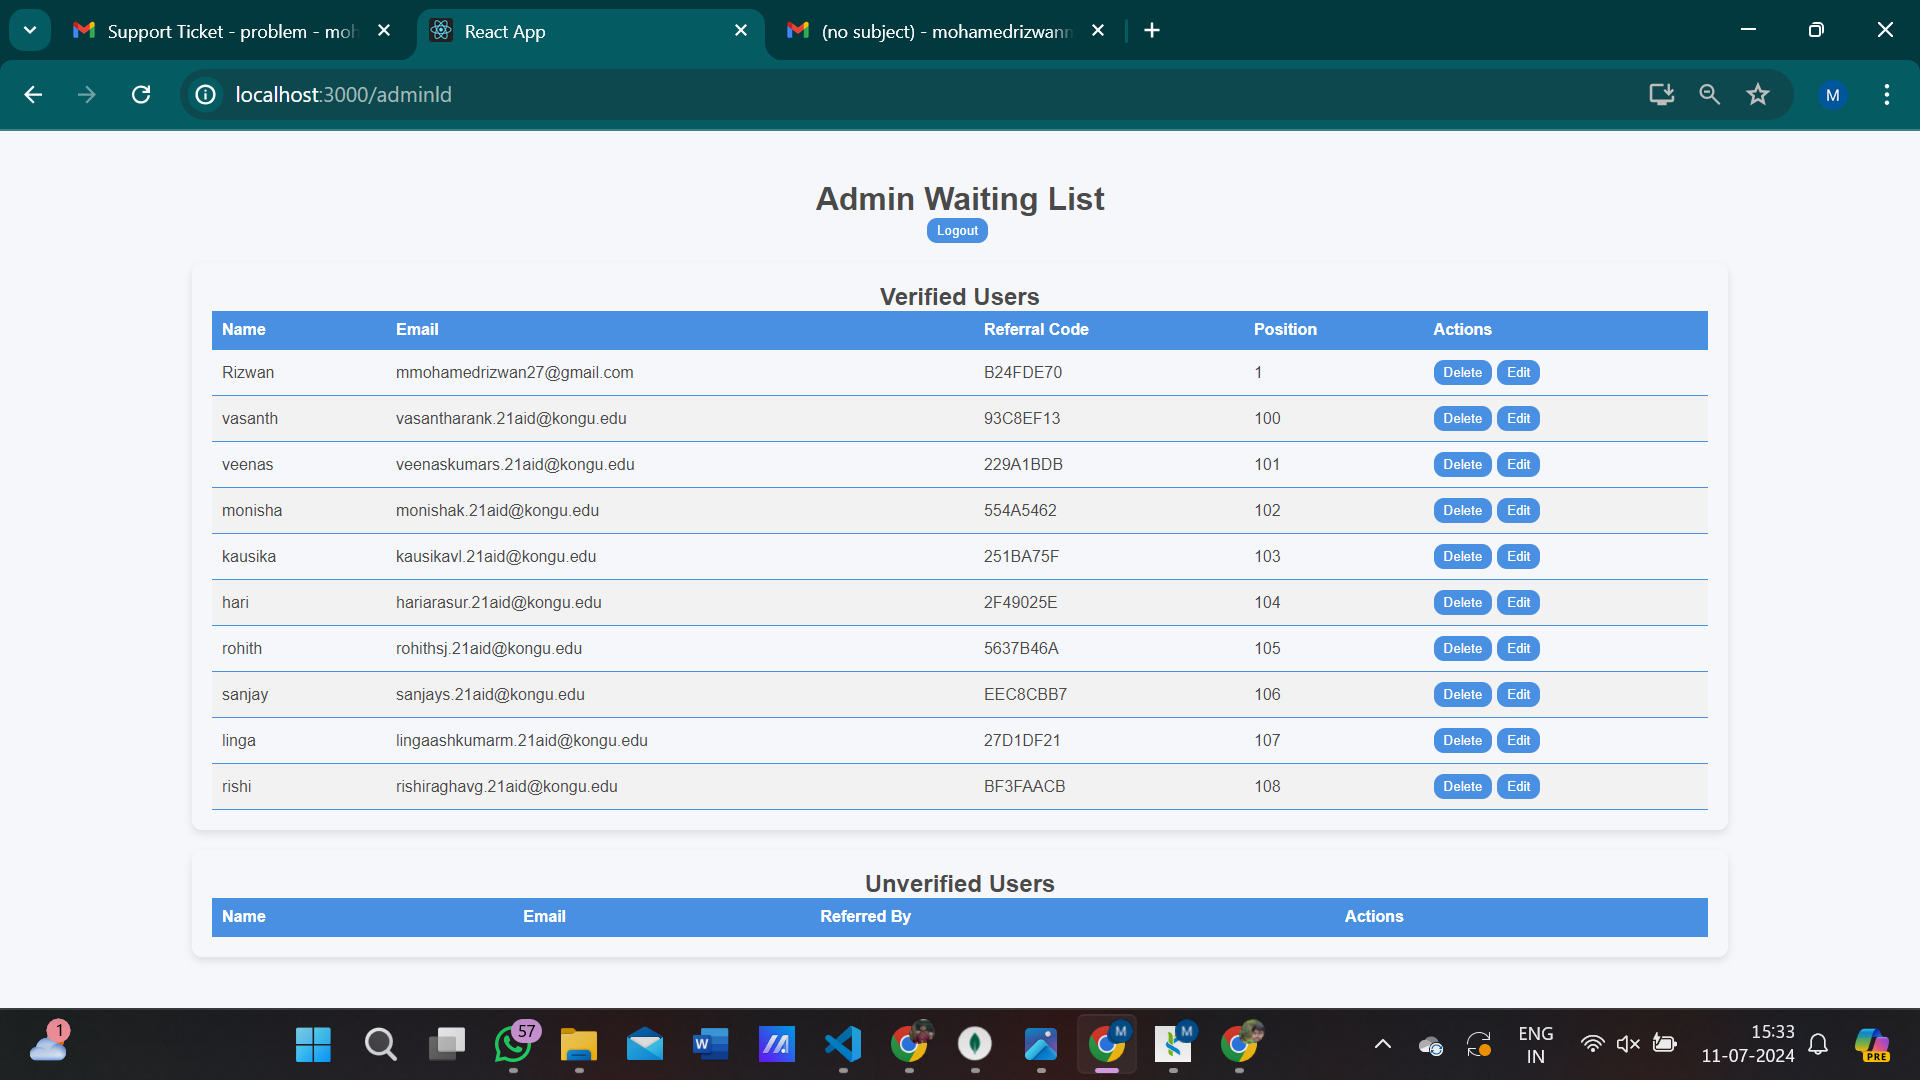 Support Ticket - problem - moh
React App
(no subject) - mohamedrizwanm
localhost:3000/adminld
M
Admin Waiting List
Logout
Verified Users
Name Email Referral Code Position Actions
Rizwan mmohamedrizwan27@gmail.com B24FDE70 1 Delete Edit
vasanth vasantharank.21aid@kongu.edu 93C8EF13 100 Delete Edit
veenas veenaskumars.21aid@kongu.edu 229A1BDB 101 Delete Edit
monisha monishak.21aid@kongu.edu 554A5462 102 Delete Edit
kausika kausikavl.21aid@kongu.edu 251BA75F 103 Delete Edit
hari hariarasur.21aid@kongu.edu 2F49025E 104 Delete Edit
rohith rohithsj.21aid@kongu.edu 5637B46A 105 Delete Edit
sanjay sanjays.21aid@kongu.edu EEC8CBB7 106 Delete Edit
linga lingaashkumarm.21aid@kongu.edu 27D1DF21 107 Delete Edit
rishi rishiraghavg.21aid@kongu.edu BF3FAACB 108 Delete Edit
Unverified Users
Name Email Referred By Actions
1
57
W
M
M
ENG
IN
15:33
11-07-2024
PRE